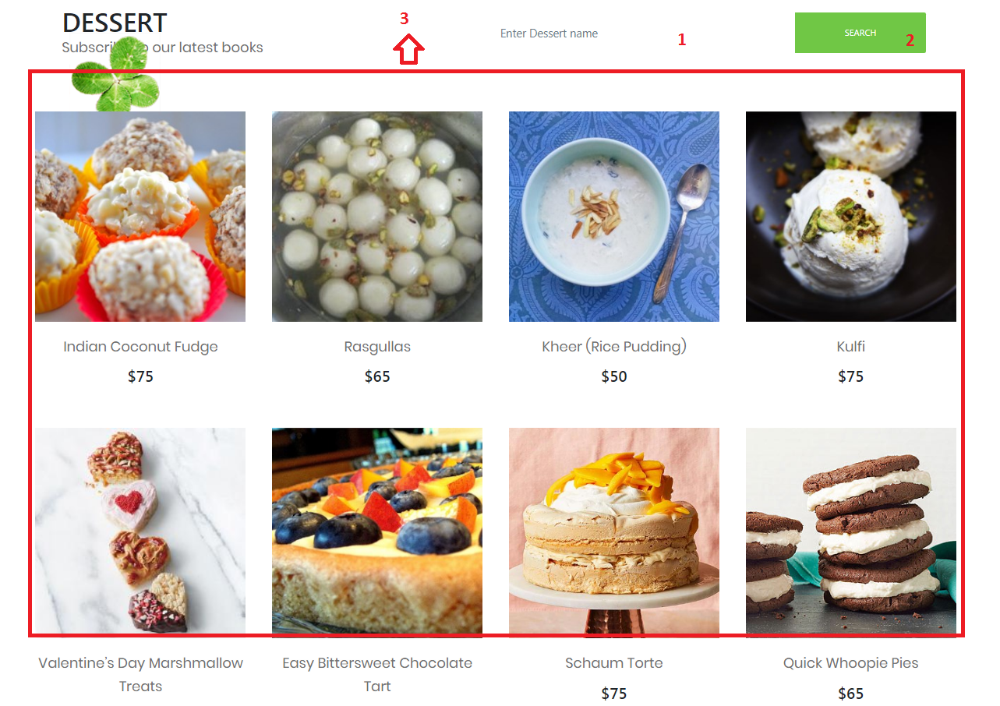 DESSERT
3
Enter Dessert name
1
SEARCH
2
Subscri o our latest books
Indian Coconut Fudge
Rasgullas
Kheer (Rice Pudding)
Kulfi
$75
$65
$50
$75
Valentine's Day Marshmallow
Treats
Easy Bittersweet Chocolate
Tart
Schaum Torte
Quick Whoopie Pies
$75
$65